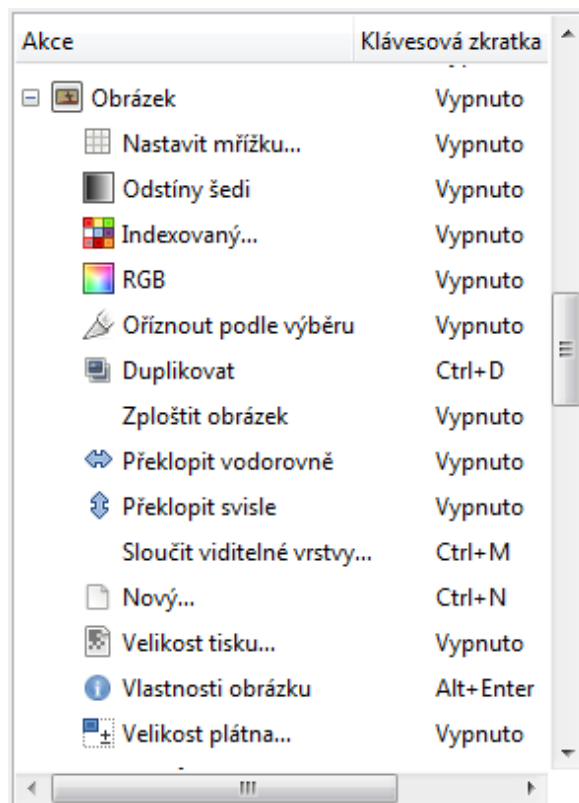 Akce Klávesová zkratka
Obrázek Vypnuto
Nastavit mřížku... Vypnuto
Odstíny šedi Vypnuto
Indexovaný... Vypnuto
RGB Vypnuto
Oříznout podle výběru Vypnuto
Duplikovat Ctrl+D
Zploštit obrázek Vypnuto
Překlopit vodorovně Vypnuto
Překlopit svisle Vypnuto
Sloučit viditelné vrstvy... Ctrl+M
Nový... Ctrl+N
Velikost tisku... Vypnuto
Vlastnosti obrázku Alt+Enter
Velikost plátna... Vypnuto